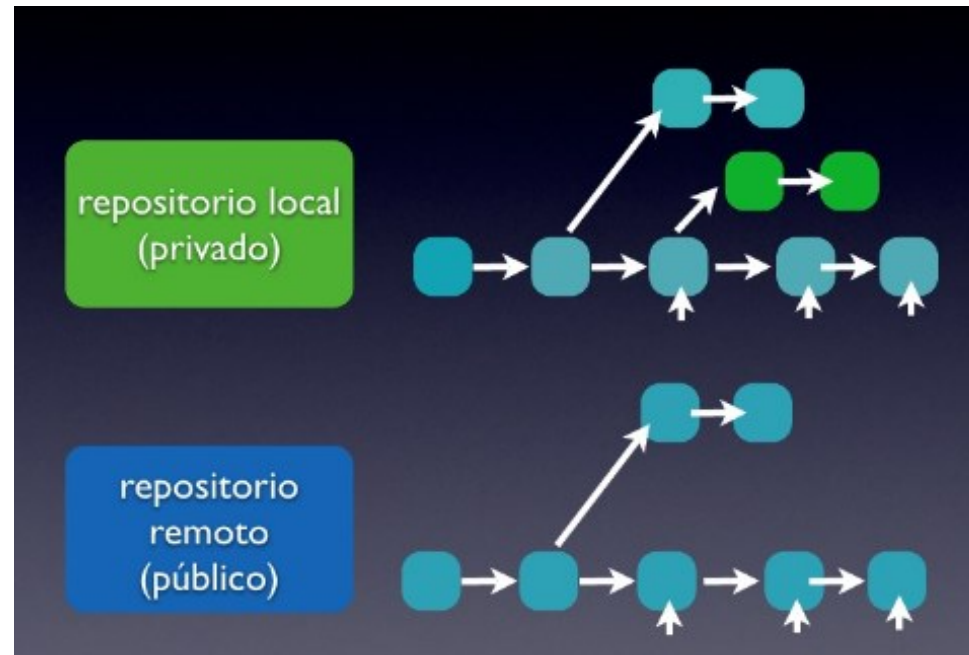 repositorio local
(privado)
repositorio
remoto
(público)